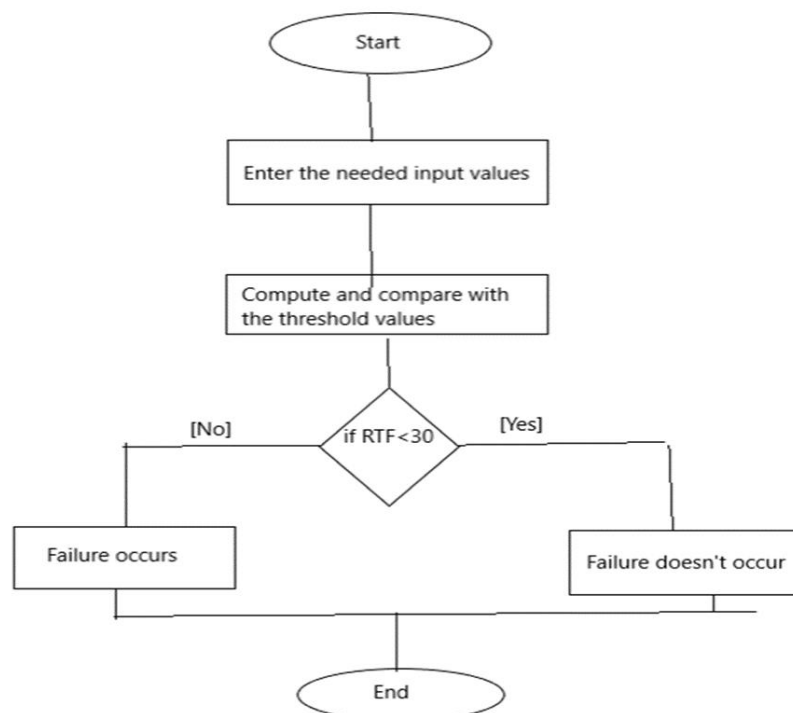 Start
Enter the needed input values
Compute and compare with
the threshold values
[No]
if RTF<30
[Yes]
Failure occurs
Failure doesn't occur
End